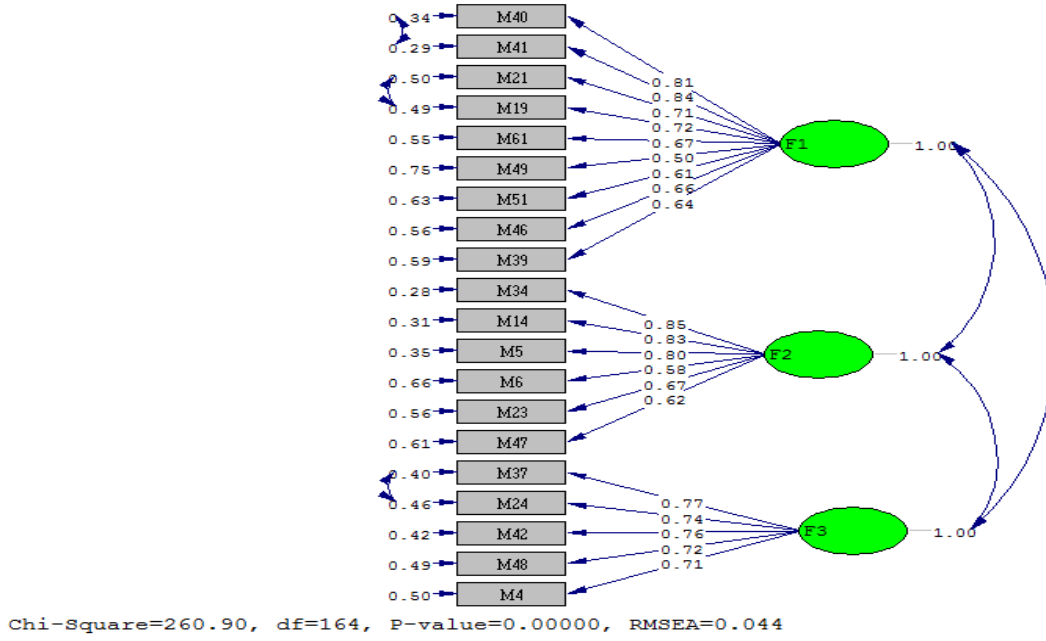 0.34 M40
0.29 M41
0.50 M21
0.49 M19
0.55 M61
0.75 M49
0.63 M51
0.56 M46
0.59 M39
0.28 M34
0.31 M14
0.35 M5
0.66 M6
0.56 M23
0.61 M47
0.40 M37
0.46 M24
0.42 M42
0.49 M48
0.50 M4
0.81
0.84
0.71
0.72
0.67
0.50
0.61
0.66
0.64
F1 1.00
0.85
0.83
0.80
0.58
0.67
0.62
F2 1.00
0.77
0.74
0.76
0.72
0.71
F3 1.00
Chi-Square=260.90, df=164, P-value=0.00000, RMSEA=0.044